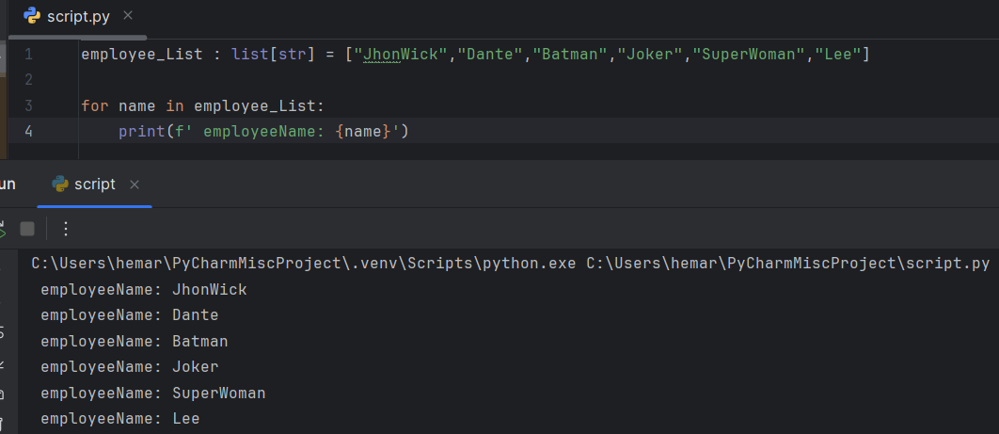 script.py
1 employee_List : list[str] = ["JhonWick","Dante","Batman","Joker","SuperWoman","Lee"]
2
3 for name in employee_List:
4     print(f' employeeName: {name}')
un script
C:\Users\hemar\PyCharmMiscProject\.venv\Scripts\python.exe C:\Users\hemar\PyCharmMiscProject\script.py
 employeeName: JhonWick
 employeeName: Dante
 employeeName: Batman
 employeeName: Joker
 employeeName: SuperWoman
 employeeName: Lee